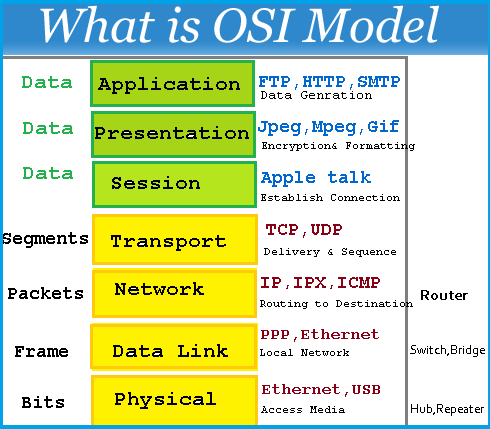 What is OSI Model
Data Application FTP,HTTP,SMTP
Data Genration
Data Presentation Jpeg,Mpeg,Gif
Encryption& Formatting
Data Session Apple talk
Establish Connection
Segments Transport TCP,UDP
Delivery & Sequence
Packets Network IP,IPX,ICMP
Routing to Destination Router
Frame Data Link PPP,Ethernet
Local Network Switch,Bridge
Bits Physical Ethernet,USB
Access Media Hub,Repeater